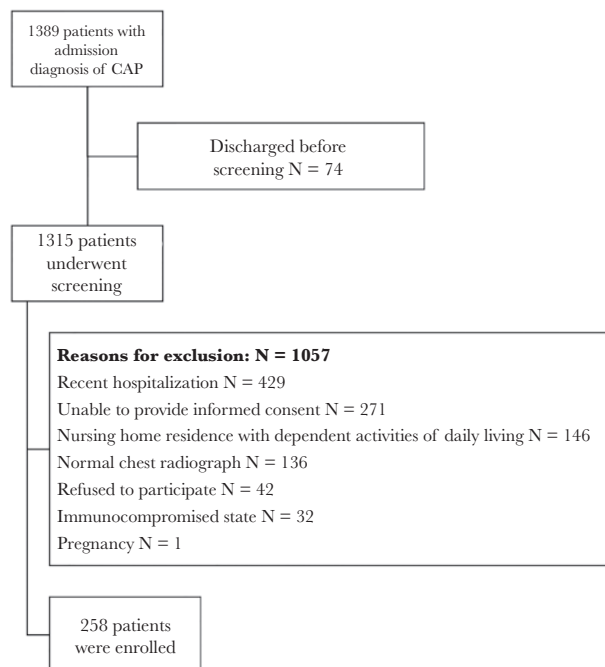 1389 patients with
admission
diagnosis of CAP
Discharged before
screening N = 74
1315 patients
underwent
screening
Reasons for exclusion: N = 1057
Recent hospitalization N = 429
Unable to provide informed consent N = 271
Nursing home residence with dependent activities of daily living N = 146
Normal chest radiograph N = 136
Refused to participate N = 42
Immunocompromised state N = 32
Pregnancy N = 1
258 patients
were enrolled